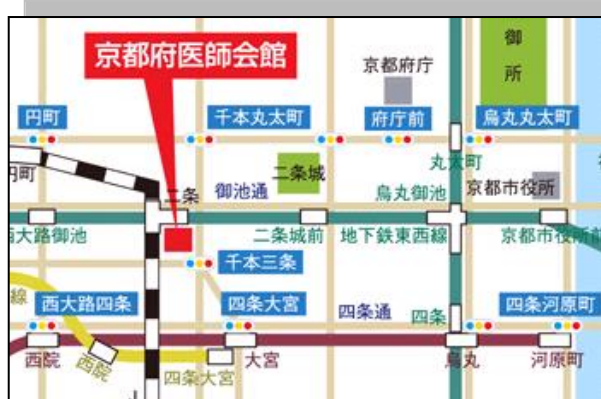 御
所
京都府医師会館
京都府庁
円町
千本丸太町
府庁前
烏丸丸太町
丸太町
円町
二条城
二条
御池通
烏丸御池
京都市役所
西大路御池
二条城前
地下鉄東西線
京都市役所前
千本三条
線
西大路四条
四条大宮
四条通
四条
四条河原町
西院
西院
四条大宮
大宮
烏丸
河原町